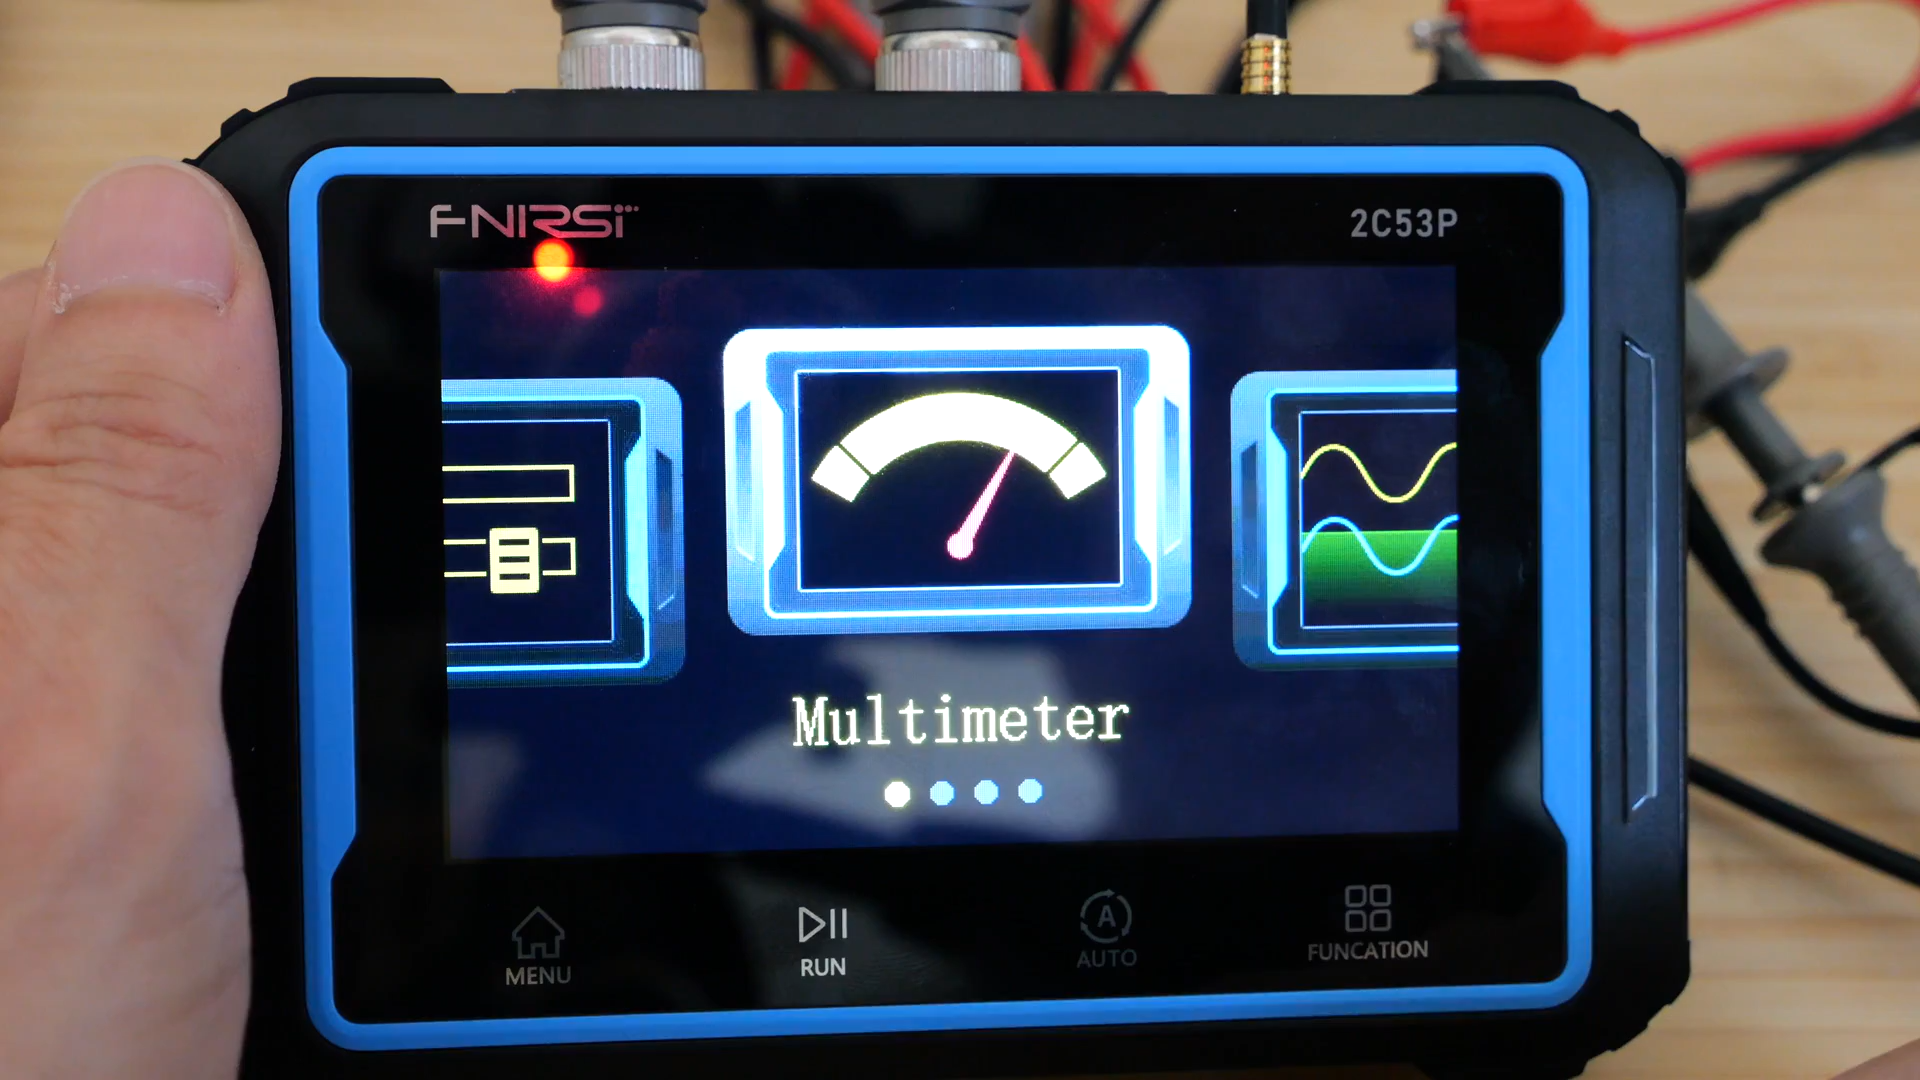 FNIRSI
2C53P
Multimeter
MENU
RUN
A
AUTO
FUNCATION